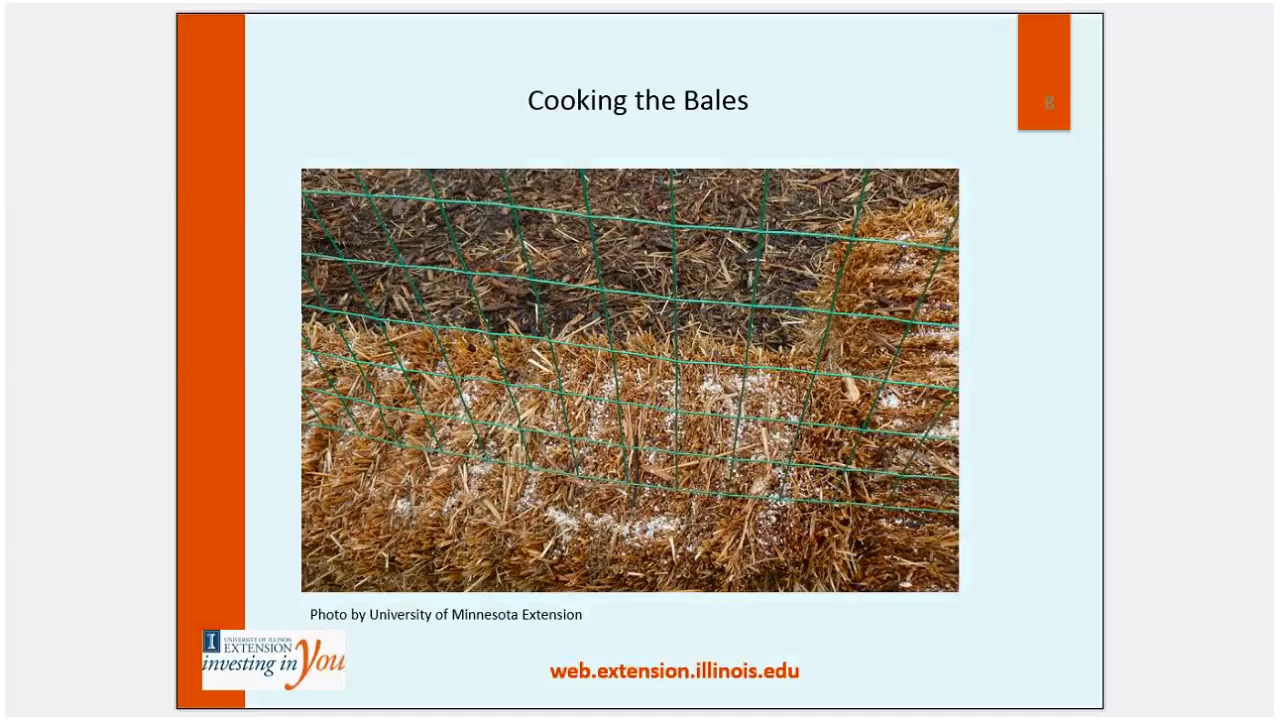 Cooking the Bales
8
Photo by University of Minnesota Extension
I
UNIVERSITY OF ILLINOIS
EXTENSION
investing in you
web.extension.illinois.edu